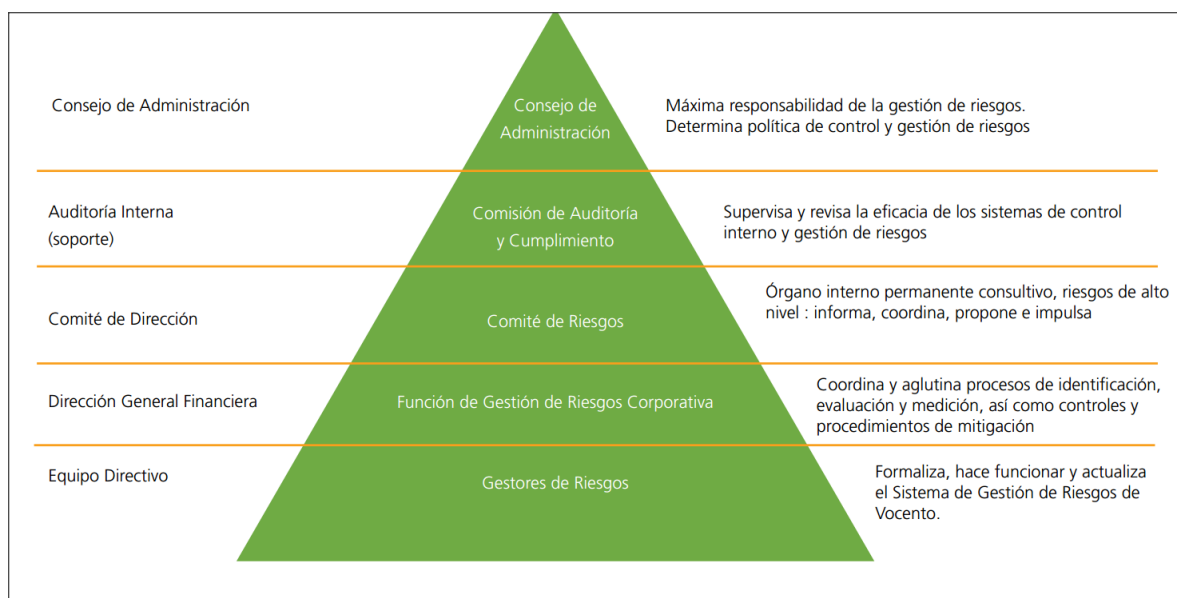 Consejo de Administración
Consejo de
Administración
Máxima responsabilidad de la gestión de riesgos.
Determina política de control y gestión de riesgos
Auditoría Interna
(soporte)
Comisión de Auditoría
y Cumplimiento
Supervisa y revisa la eficacia de los sistemas de control
interno y gestión de riesgos
Comité de Dirección
Comité de Riesgos
Órgano interno permanente consultivo, riesgos de alto
nivel : informa, coordina, propone e impulsa
Dirección General Financiera
Función de Gestión de Riesgos Corporativa
Coordina y aglutina procesos de identificación,
evaluación y medición, así como controles y
procedimientos de mitigación
Equipo Directivo
Gestores de Riesgos
Formaliza, hace funcionar y actualiza
el Sistema de Gestión de Riesgos de
Vocento.